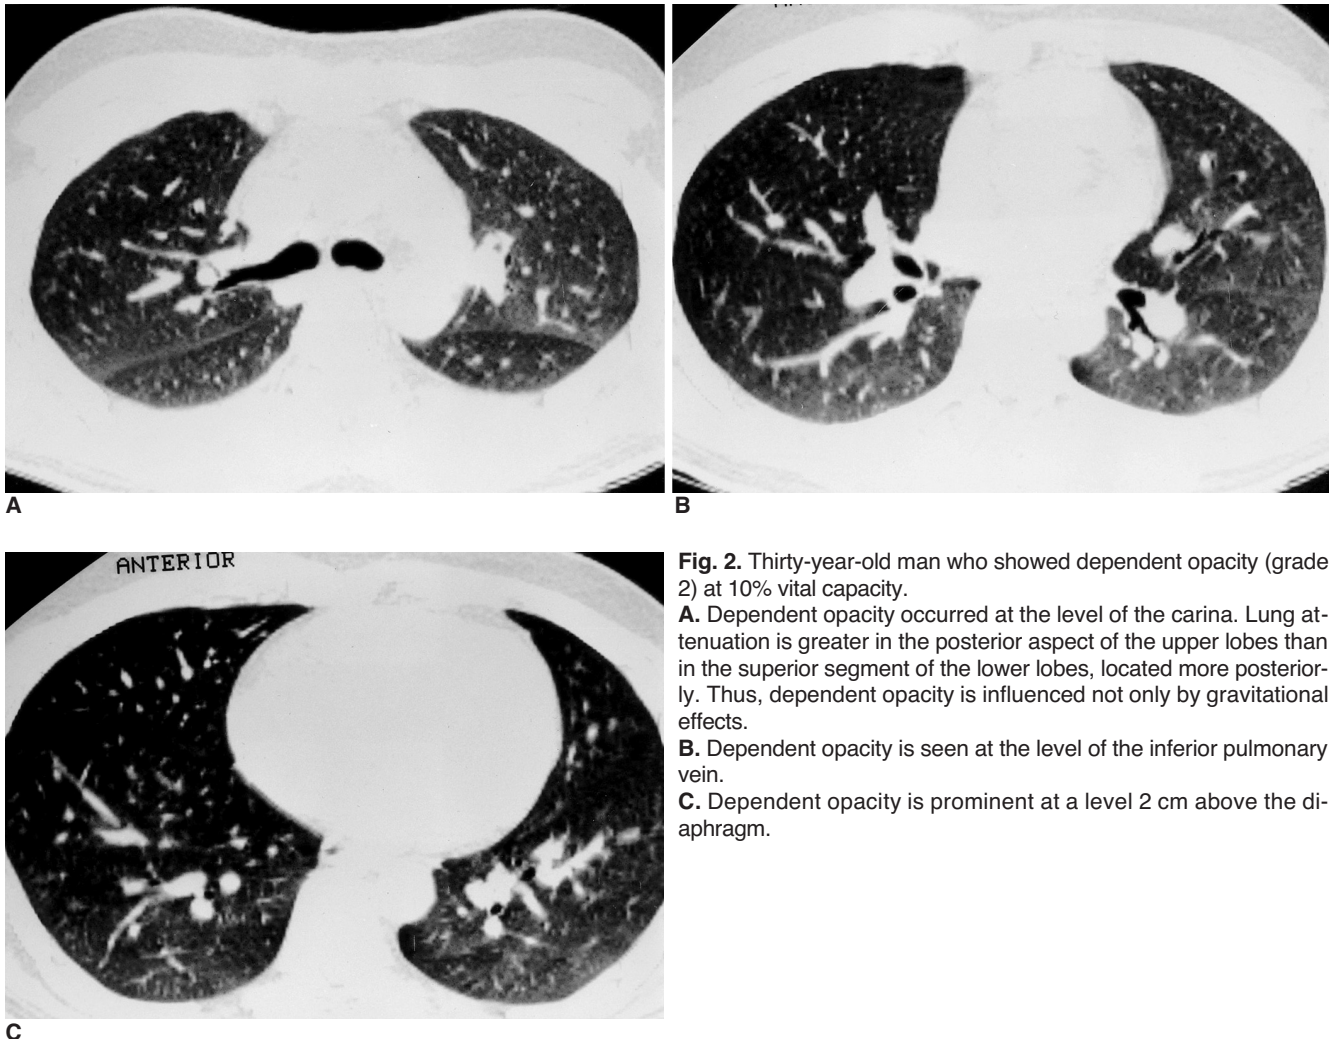 A
B
ANTERIOR
C
Fig. 2. Thirty-year-old man who showed dependent opacity (grade
2) at 10% vital capacity.
A. Dependent opacity occurred at the level of the carina. Lung at-
tenuation is greater in the posterior aspect of the upper lobes than
in the superior segment of the lower lobes, located more posterior-
ly. Thus, dependent opacity is influenced not only by gravitational
effects.
B. Dependent opacity is seen at the level of the inferior pulmonary
vein.
C. Dependent opacity is prominent at a level 2 cm above the di-
aphragm.